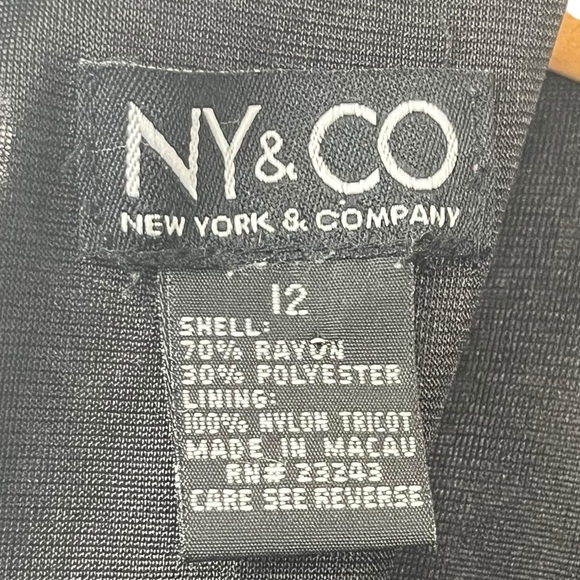 NY&CO
NEW YORK & COMPANY
12
SHELL:
70% RAYON
30% POLYESTER
LINING:
100% NYLON TRICOT
MADE IN MACAU
RN# 23243
CARE SEE REVERSE